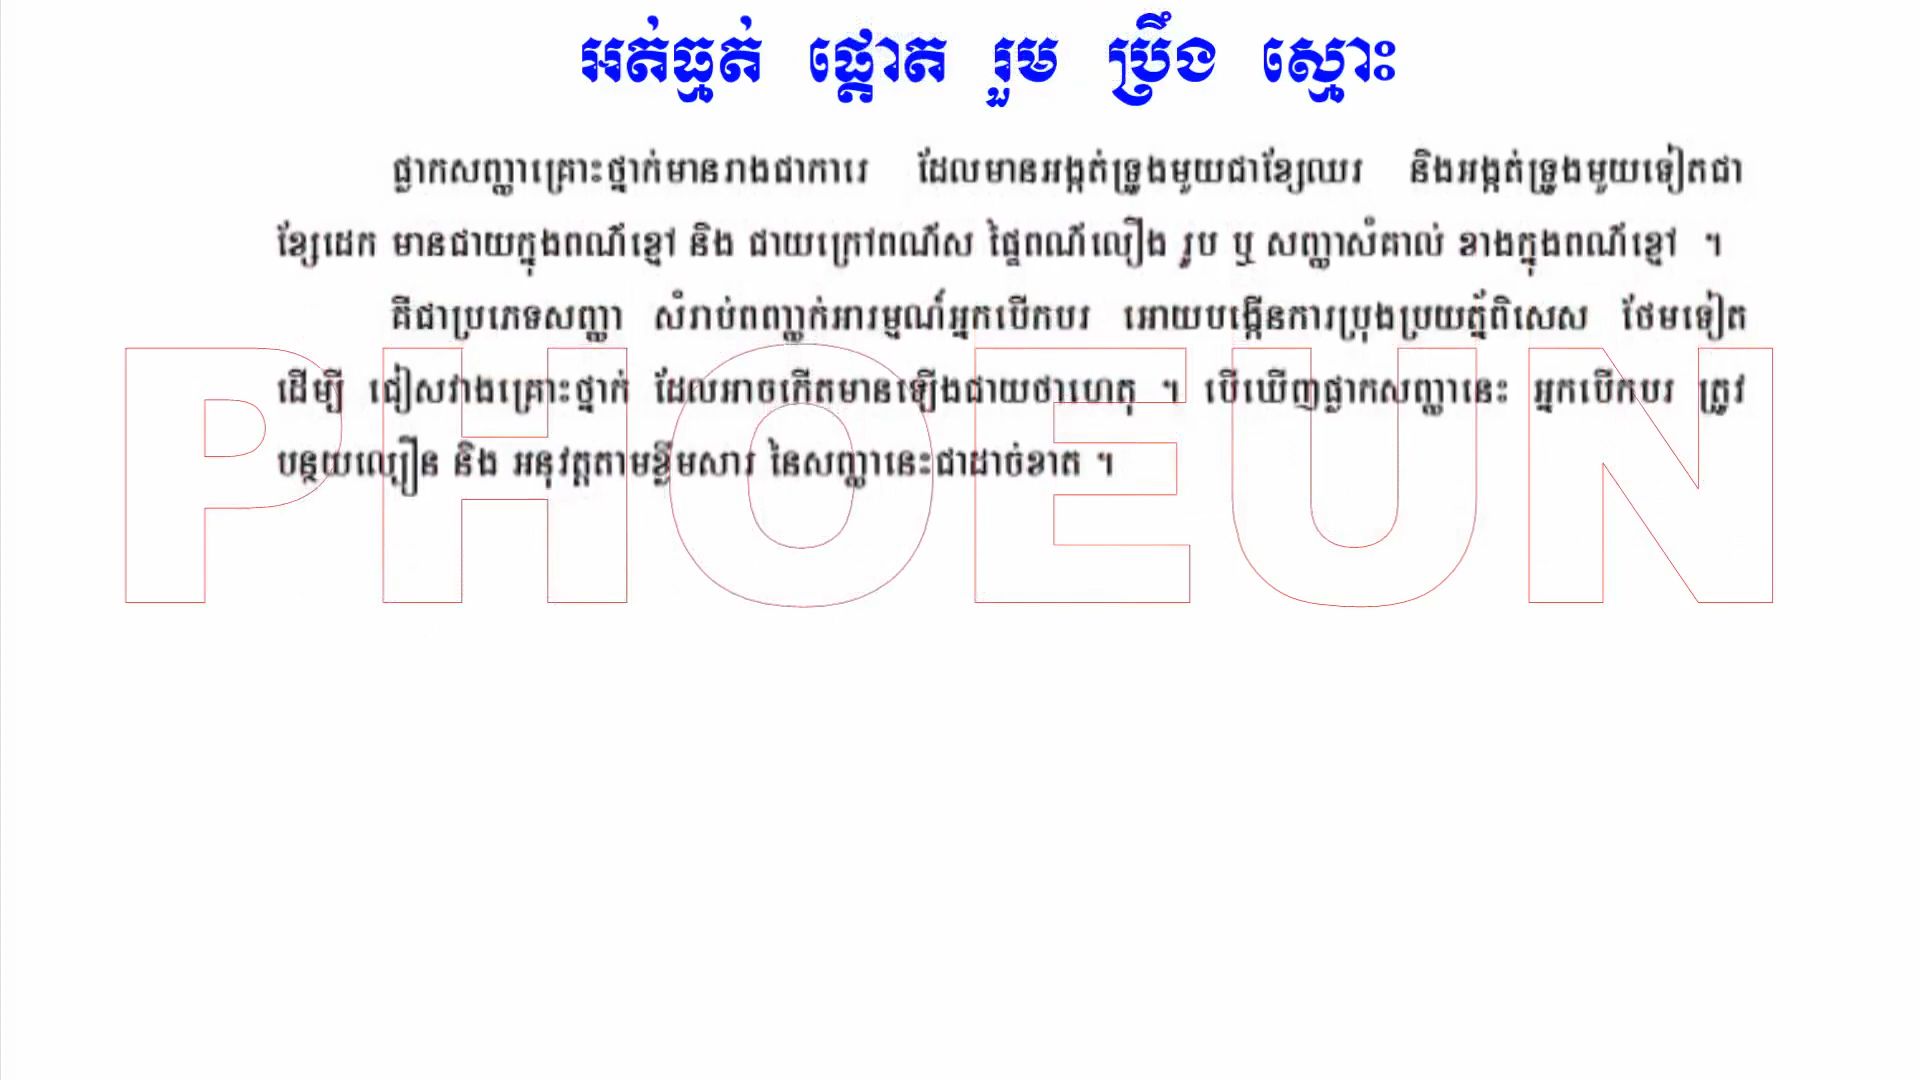 អត់ធ្មត់ ផ្តោត រួម ប្រឹង ស្មោះ
ផ្លាកសញ្ញាគ្រោះថ្នាក់មានរាងជាការេ ដែលមានអង្កត់ទ្រូងមួយជាខ្សែឈរ និងអង្កត់ទ្រូងមួយទៀតជា
ខ្សែដេក មានជាយក្នុងពណ៌ខ្មៅ និង ជាយក្រៅពណ៌ស ផ្ទៃពណ៌លឿង រូប ឬ សញ្ញាសំគាល់ ខាងក្នុងពណ៌ខ្មៅ ។
គឺជាប្រភេទសញ្ញា សំរាប់ពញ្ញាក់អារម្មណ៍អ្នកបើកបរ អោយបង្កើនការប្រុងប្រយត្ន័ពិសេស ថែមទៀត
ដើម្បី ជៀសវាងគ្រោះថ្នាក់ ដែលអាចកើតមានឡើងជាយថាហេតុ ។ បើឃើញផ្លាកសញ្ញានេះ អ្នកបើកបរ ត្រូវ
បន្ថយល្បឿន និង អនុវត្តតាមខ្លឹមសារ នៃសញ្ញានេះជាដាច់ខាត ។
PHOEUN